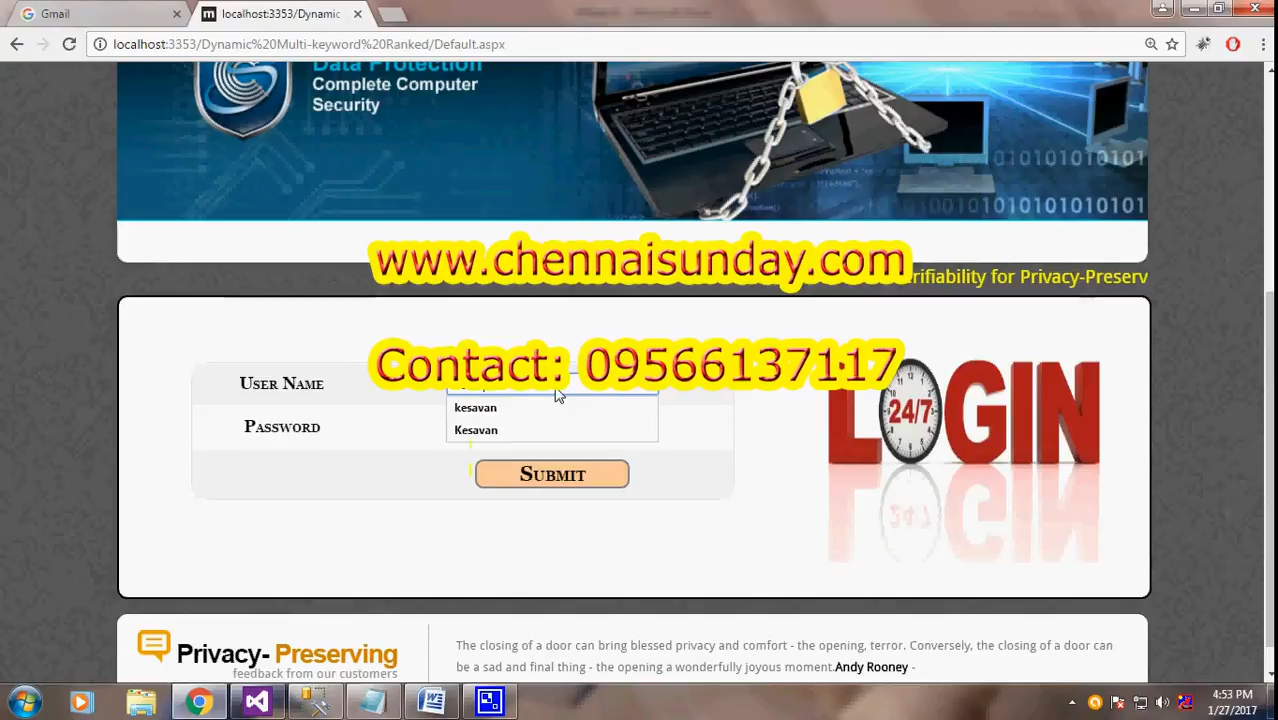 Gmail
localhost:3353/Dynamic
localhost:3353/Dynamic%20Multi-keyword%20Ranked/Default.aspx
Data Protection
Complete Computer
Security
010101010101
www.chennaisunday.com
rifiability for Privacy-Preserv
Contact: 09566137117
USER NAME
kesavan
PASSWORD
Kesavan
SUBMIT
LOGIN
24/7
Privacy- Preserving
feedback from our customers
The closing of a door can bring blessed privacy and comfort - the opening, terror. Conversely, the closing of a door can
be a sad and final thing - the opening a wonderfully joyous moment.Andy Rooney -
4:53 PM
1/27/2017